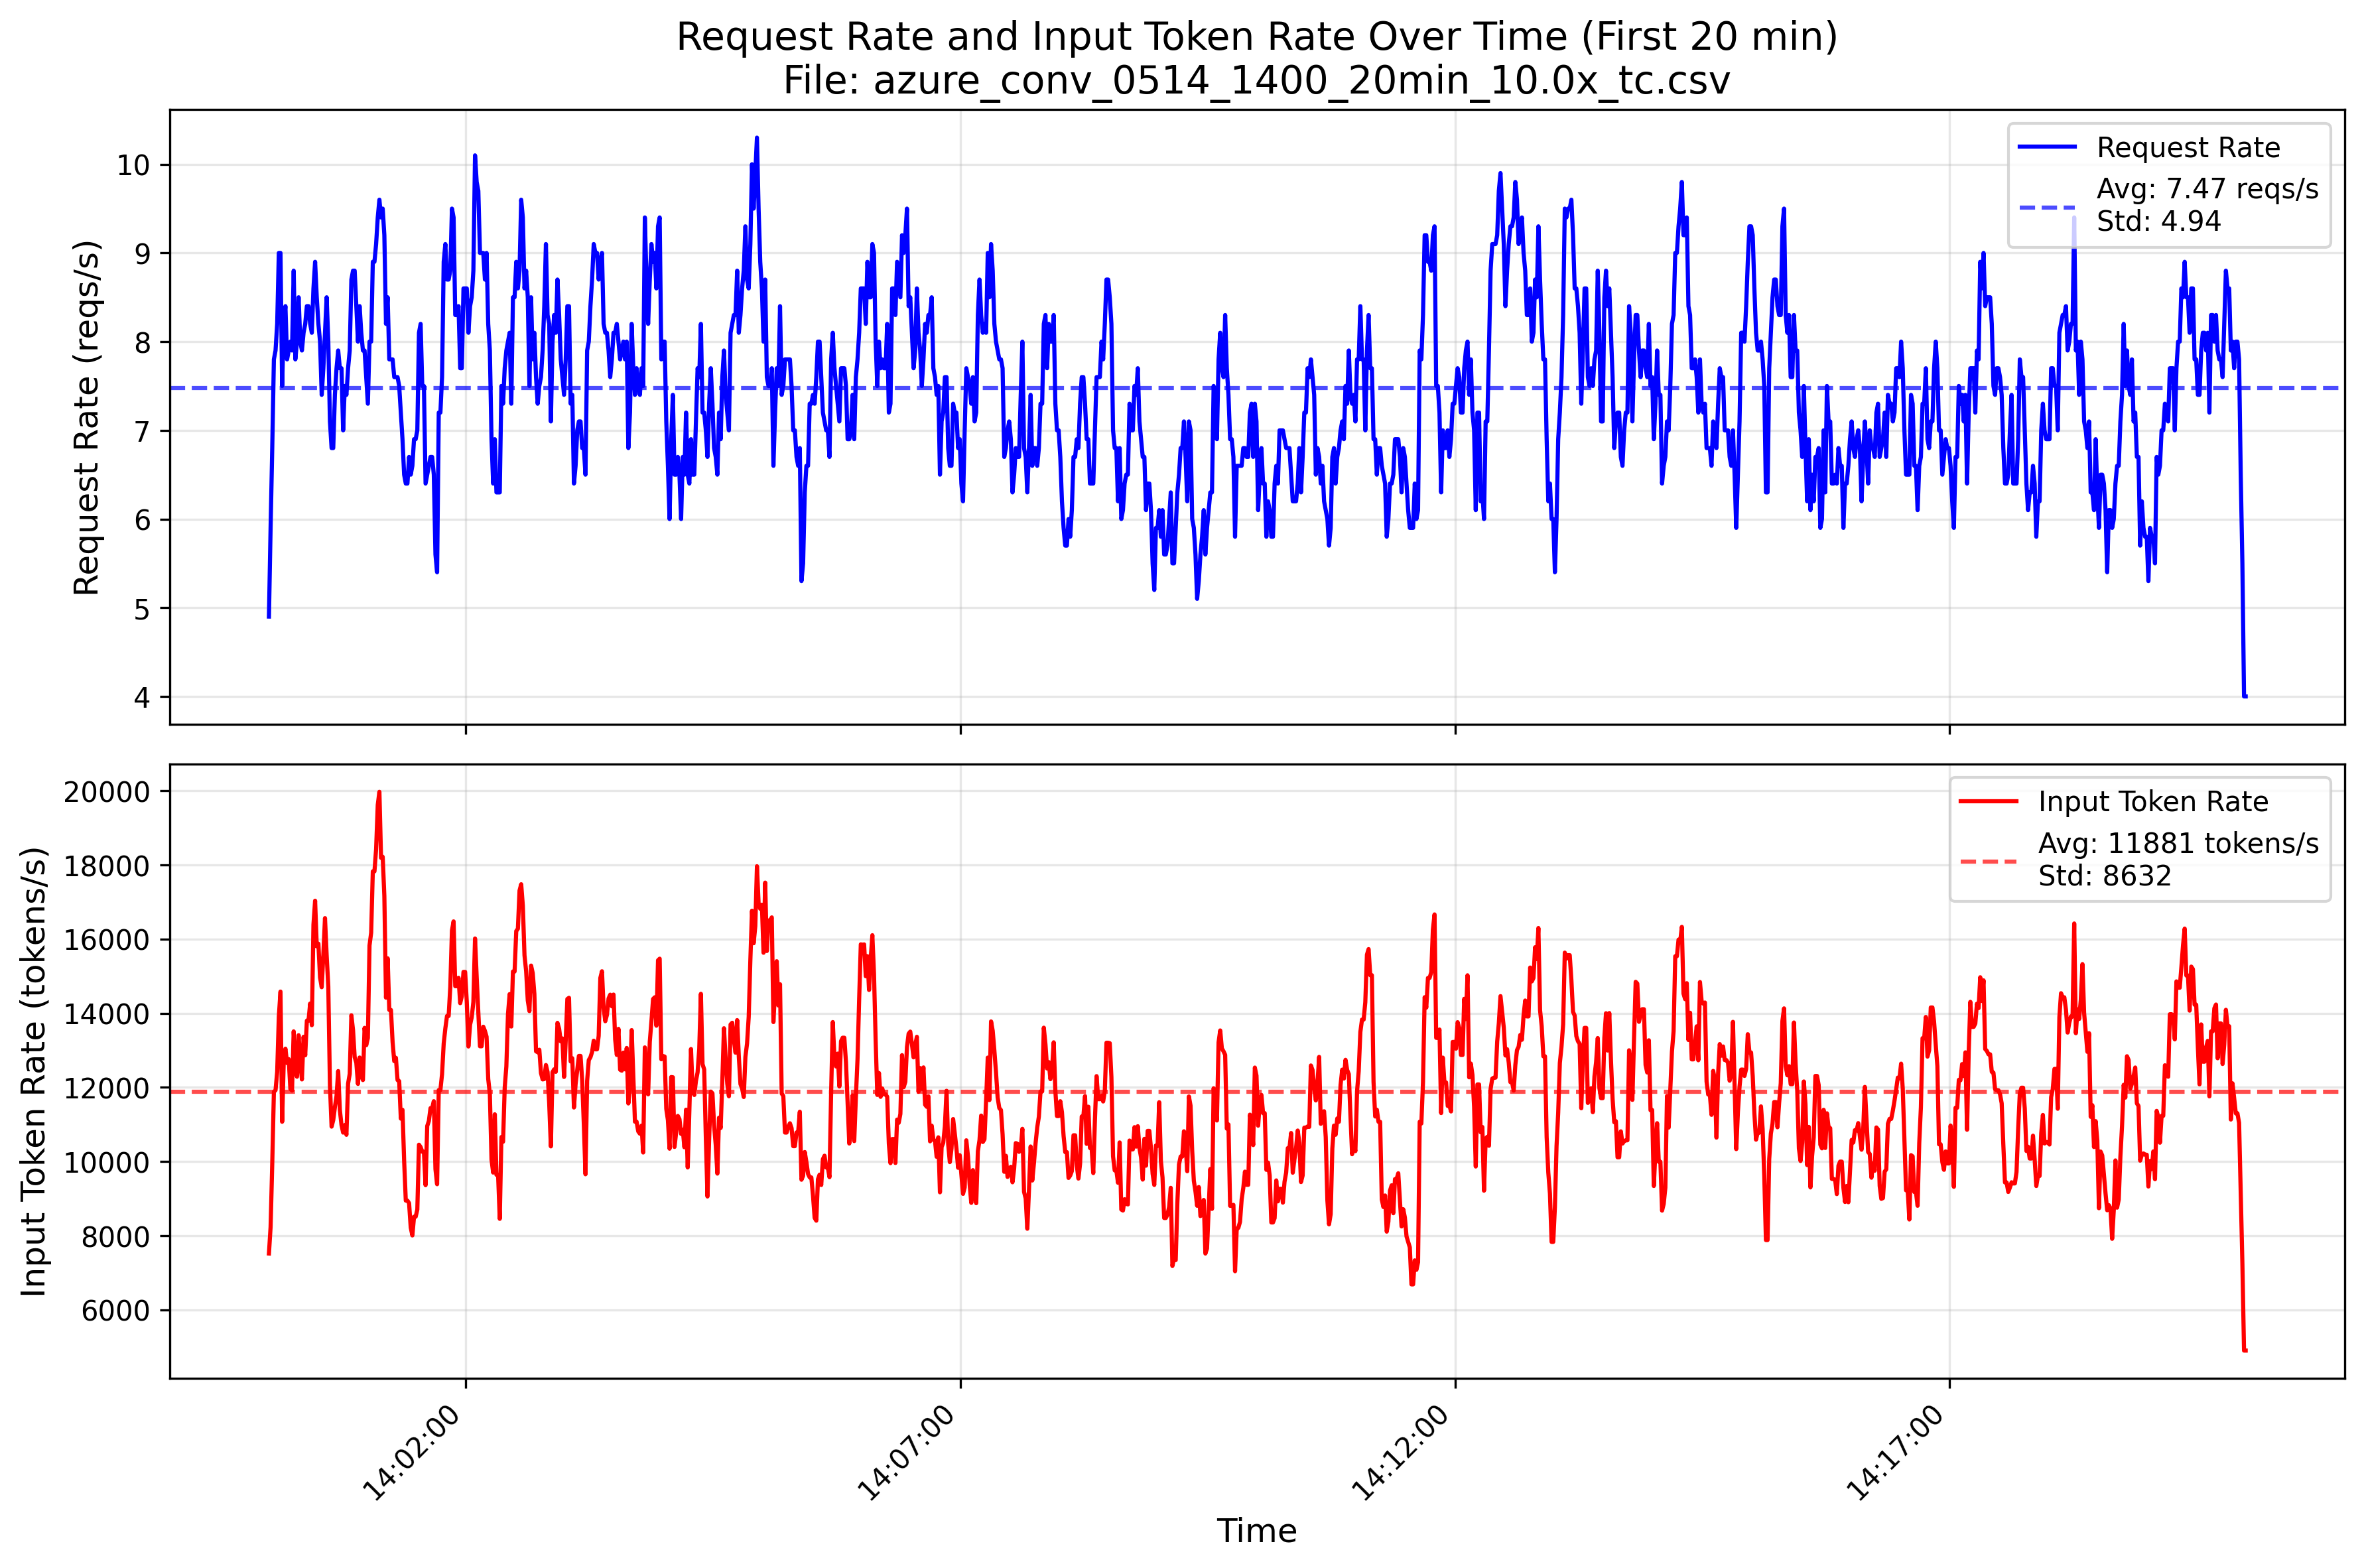 Request Rate and Input Token Rate Over Time (First 20 min)
File: azure_conv_0514_1400_20min_10.0x_tc.csv
Request Rate (reqs/s)
10
9
8
7
6
5
4
Request Rate
Avg: 7.47 reqs/s
Std: 4.94
Input Token Rate (tokens/s)
20000
18000
16000
14000
12000
10000
8000
6000
Input Token Rate
Avg: 11881 tokens/s
Std: 8632
14:02:00
14:07:00
14:12:00
14:17:00
Time